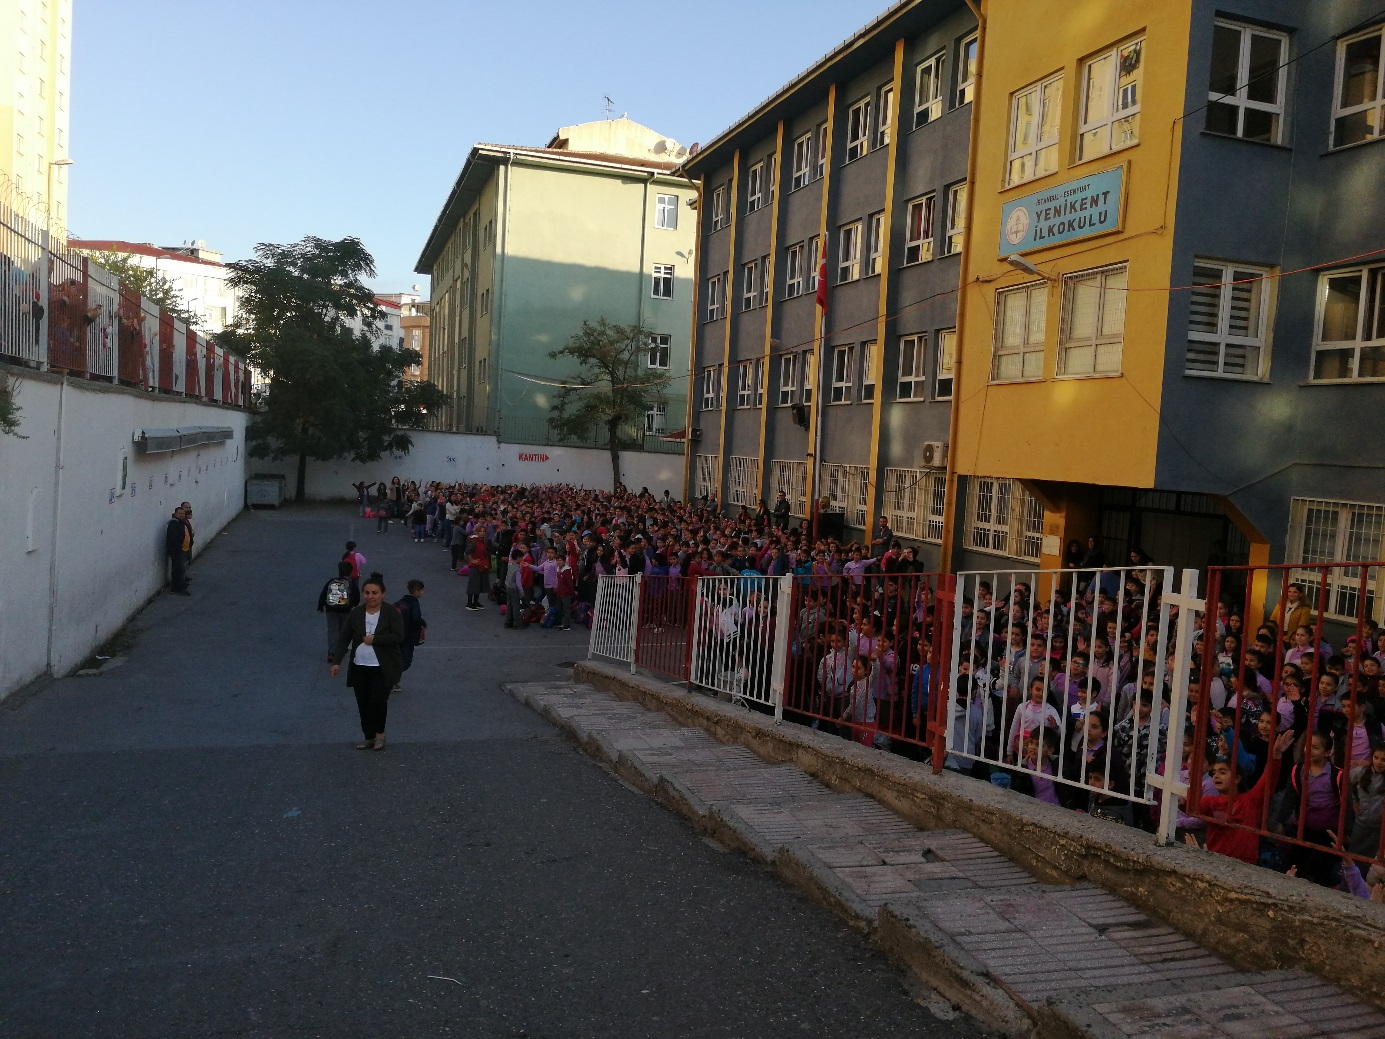 İSTANBUL - ESENYURT
YENİKENT
İLKOKULU
KANTİN